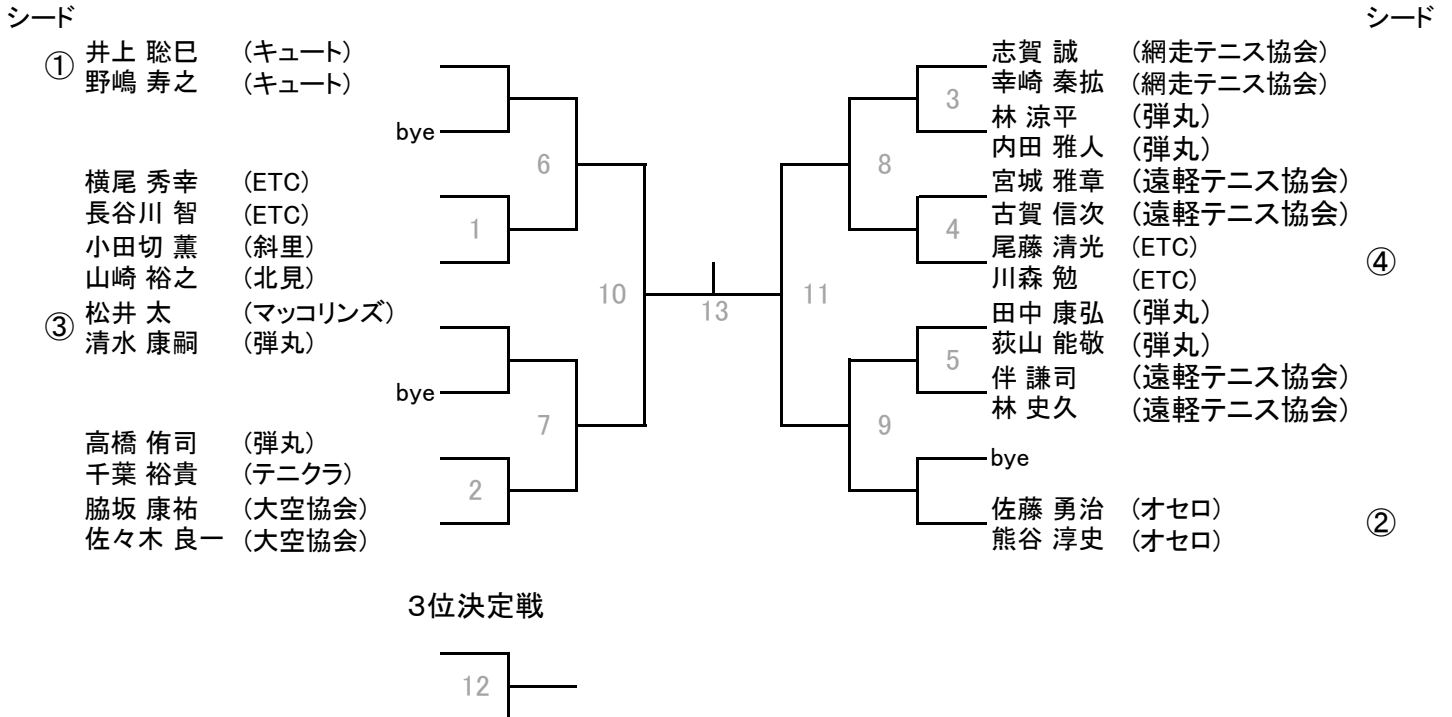 シード
① 井上 聡巳 (キュート)
野嶋 寿之 (キュート)
bye
6
横尾 秀幸 (ETC)
長谷川 智 (ETC)
1
小田切 薫 (斜里)
山崎 裕之 (北見)
10
③ 松井 太 (マッコリンズ)
清水 康嗣 (弾丸)
bye
7
高橋 侑司 (弾丸)
千葉 裕貴 (テニクラ)
2
脇坂 康祐 (大空協会)
佐々木 良一 (大空協会)
13
シード
志賀 誠 (網走テニス協会)
幸崎 秦拡 (網走テニス協会)
3
林 涼平 (弾丸)
内田 雅人 (弾丸)
8
宮城 雅章 (遠軽テニス協会)
古賀 信次 (遠軽テニス協会)
4
尾藤 清光 (ETC)
川森 勉 (ETC) ④
11
田中 康弘 (弾丸)
荻山 能敬 (弾丸)
5
伴 謙司 (遠軽テニス協会)
林 史久 (遠軽テニス協会)
9
bye
佐藤 勇治 (オセロ)
熊谷 淳史 (オセロ) ②
3位決定戦
12